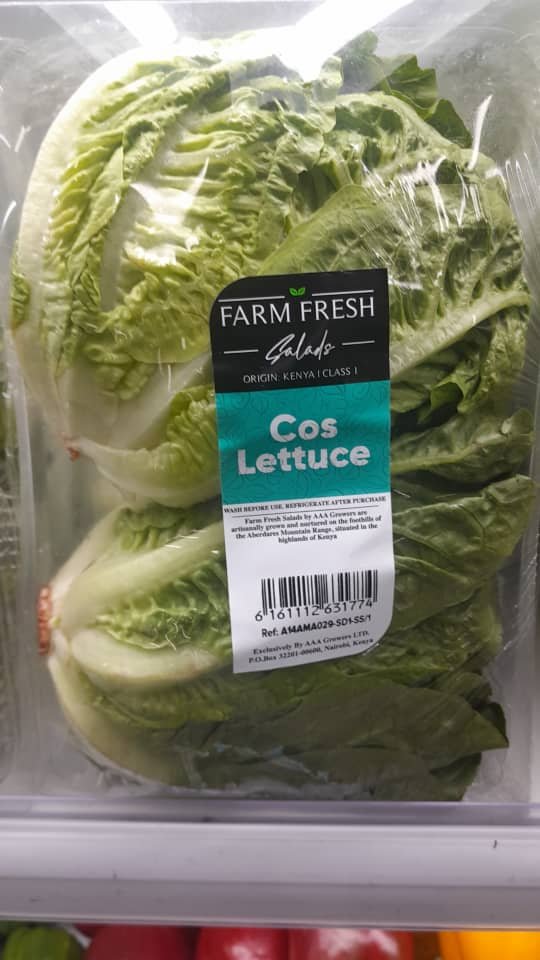 FARM FRESH
Salads
ORIGIN: KENYA | CLASS I
Cos
Lettuce
WASH BEFORE USE. REFRIGERATE AFTER PURCHASE
Farm Fresh Salads by AAA Growers are
artisanally grown and nurtured on the foothills of
the Aberdares Mountain Range, situated in the
highlands of Kenya
6 161112 631774
Ref: A14AMA029-SD1-SS/1
Exclusively By AAA Growers LTD.
P.O.Box 32201-00600, Nairobi, Kenya